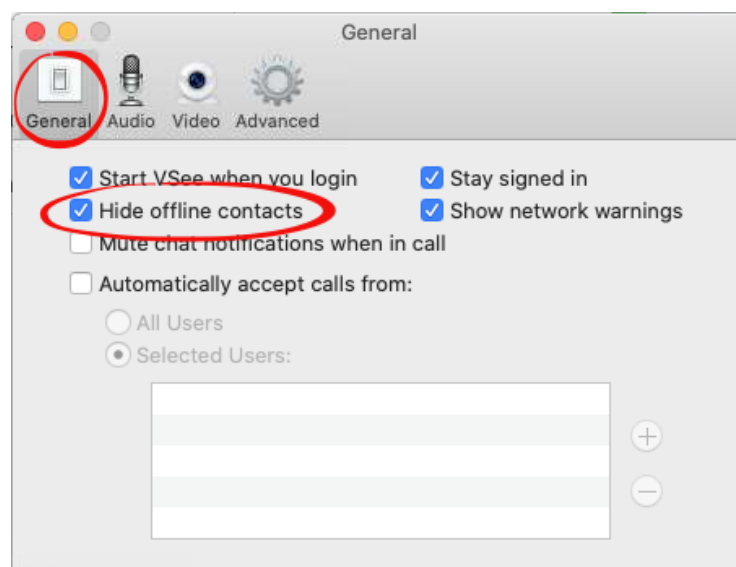 General
General Audio Video Advanced
Start VSee when you login Stay signed in
Hide offline contacts Show network warnings
Mute chat notifications when in call
Automatically accept calls from:
All Users
Selected Users: